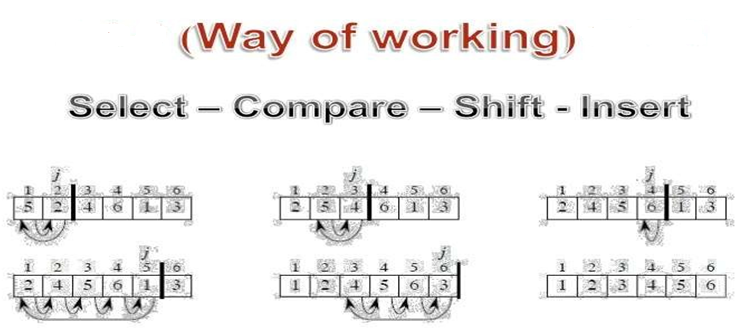 (Way of working)
Select – Compare – Shift - Insert
j
1 2 3 4 5 6
5 2 4 6 1 3
j
1 2 3 4 5 6
2 5 4 6 1 3
j
1 2 3 4 5 6
2 4 5 6 1 3
j
1 2 3 4 5 6
2 4 5 6 1 3
j
1 2 3 4 5 6
1 2 4 5 6 3
1 2 3 4 5 6
1 2 3 4 5 6